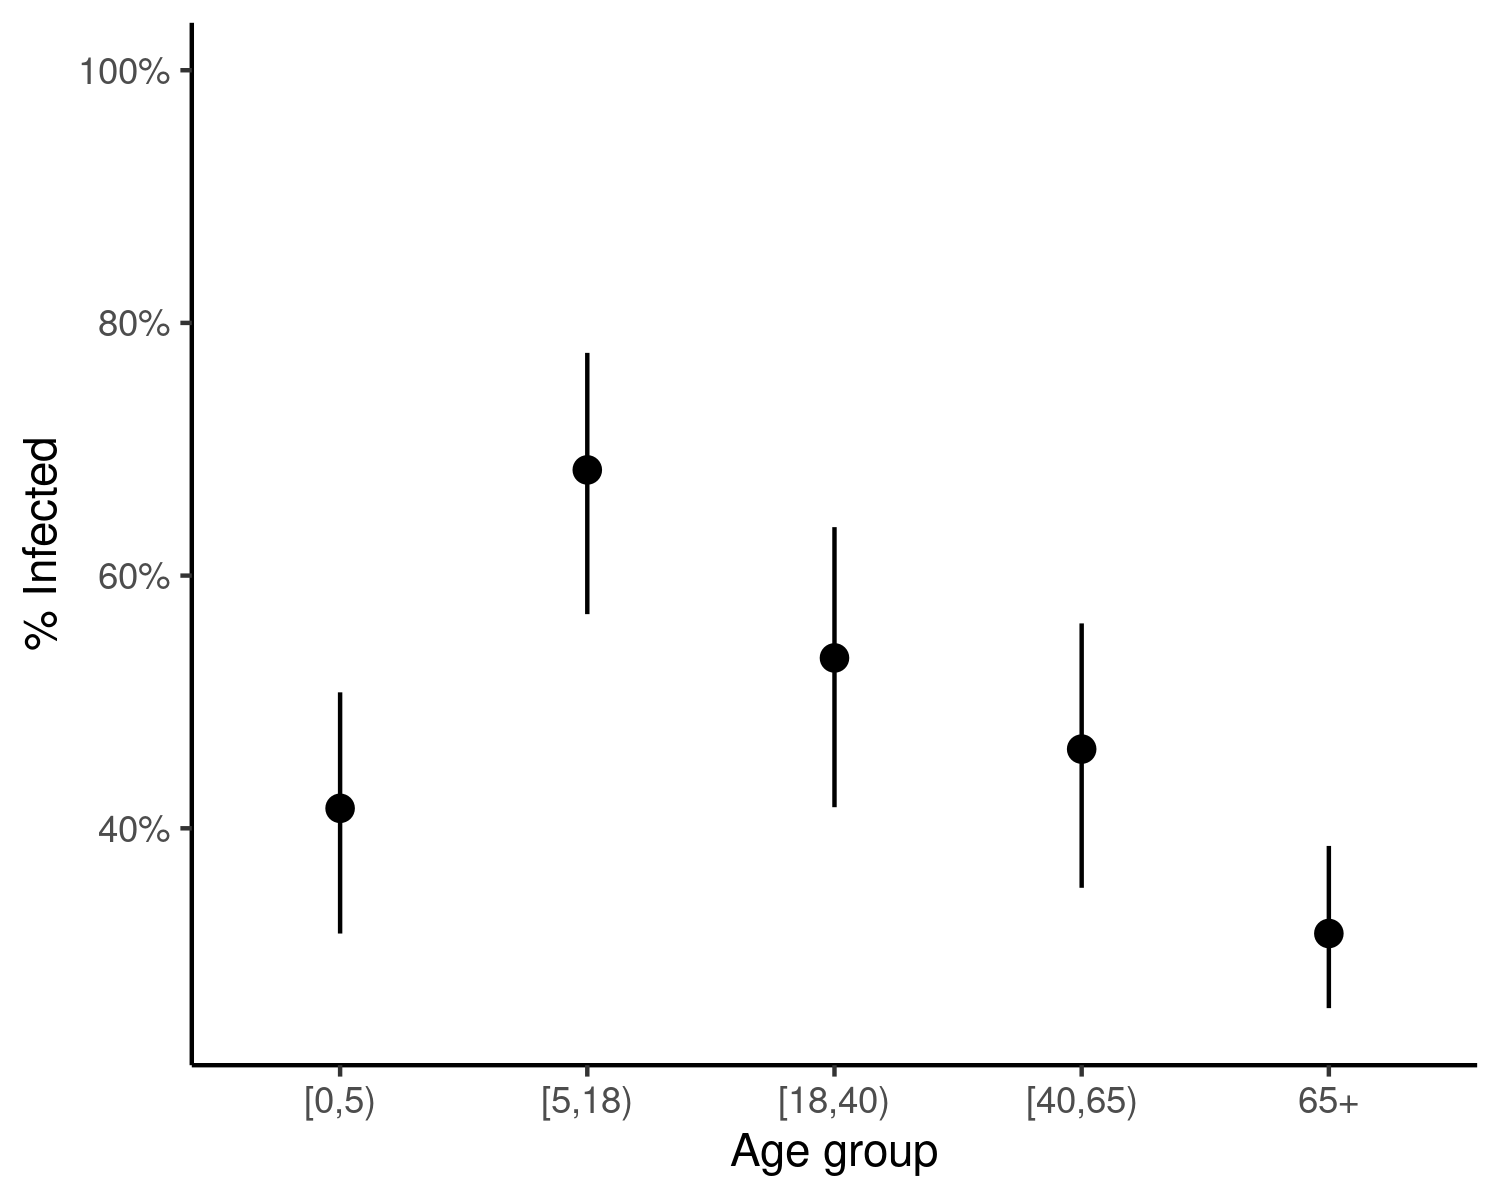 100%
80%
60%
40%
% Infected
[0,5) [5,18) [18,40) [40,65) 65+
Age group